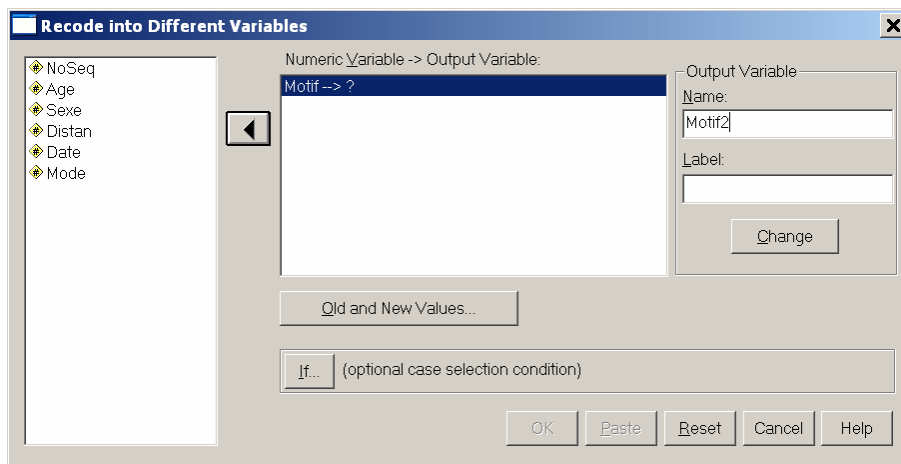 Recode into Different Variables
NoSeq
Age
Sexe
Distan
Date
Mode
Numeric Variable -> Output Variable:
Motif --> ?
Output Variable
Name:
Motif2
Label:
Change
Old and New Values...
If... (optional case selection condition)
OK Paste Reset Cancel Help